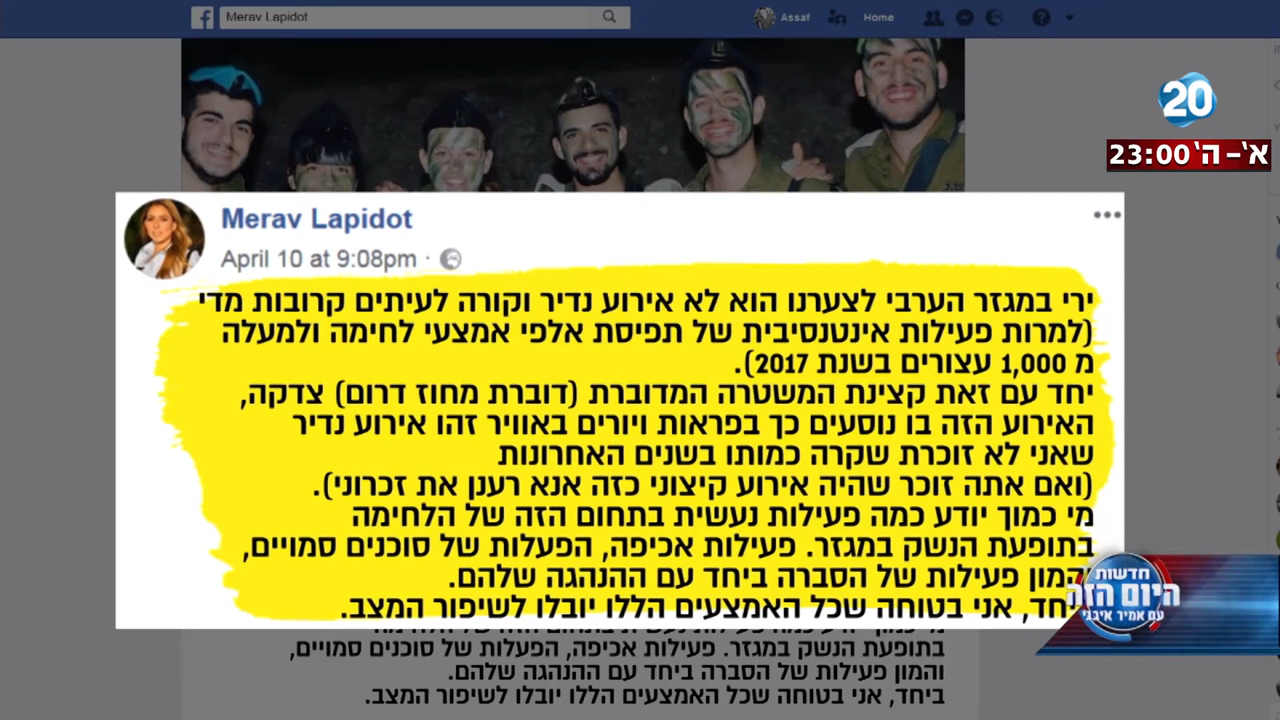 Merav Lapidot
Assaf
Home
20
א'-ה' 23:00
Merav Lapidot
April 10 at 9:08pm ·
ירי במגזר הערבי לצערנו הוא לא אירוע נדיר וקורה לעיתים קרובות מדי
(למרות פעילות אינטנסיבית של תפיסת אלפי אמצעי לחימה ולמעלה
מ 1,000 עצורים בשנת 2017).
יחד עם זאת קצינת המשטרה המדוברת (דוברת מחוז דרום) צדקה,
האירוע הזה בו נוסעים כך בפראות ויורים באוויר זהו אירוע נדיר
שאני לא זוכרת שקרה כמותו בשנים האחרונות
(ואם אתה זוכר שהיה אירוע קיצוני כזה אנא רענן את זכרוני).
מי כמוך יודע כמה פעילות נעשית בתחום הזה של הלחימה
בתופעת הנשק במגזר. פעילות אכיפה, הפעלות של סוכנים סמויים,
והמון פעילות של הסברה ביחד עם ההנהגה שלהם.
ביחד, אני בטוחה שכל האמצעים הללו יובלו לשיפור המצב.
בתופעת הנשק במגזר. פעילות אכיפה, הפעלות של סוכנים סמויים,
והמון פעילות של הסברה ביחד עם ההנהגה שלהם.
ביחד, אני בטוחה שכל האמצעים הללו יובלו לשיפור המצב.
חדשות
היום הזה
עם אמיר איבגי